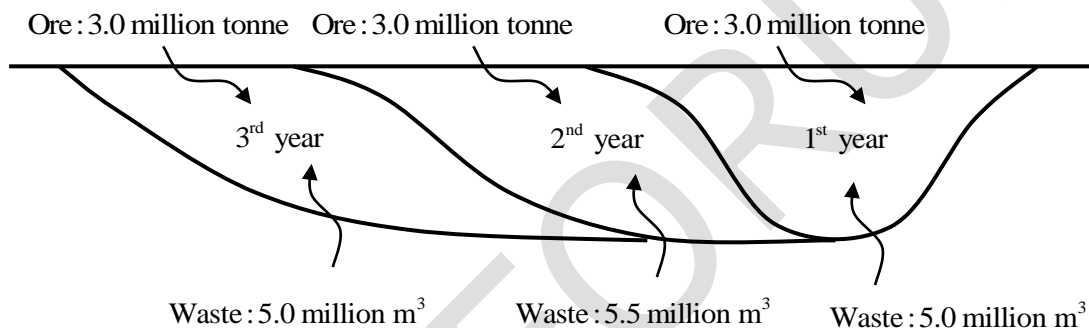 Ore: 3.0 million tonne Ore: 3.0 million tonne Ore: 3.0 million tonne
3rd year 2nd year 1st year
Waste: 5.0 million m³ Waste: 5.5 million m³ Waste: 5.0 million m³